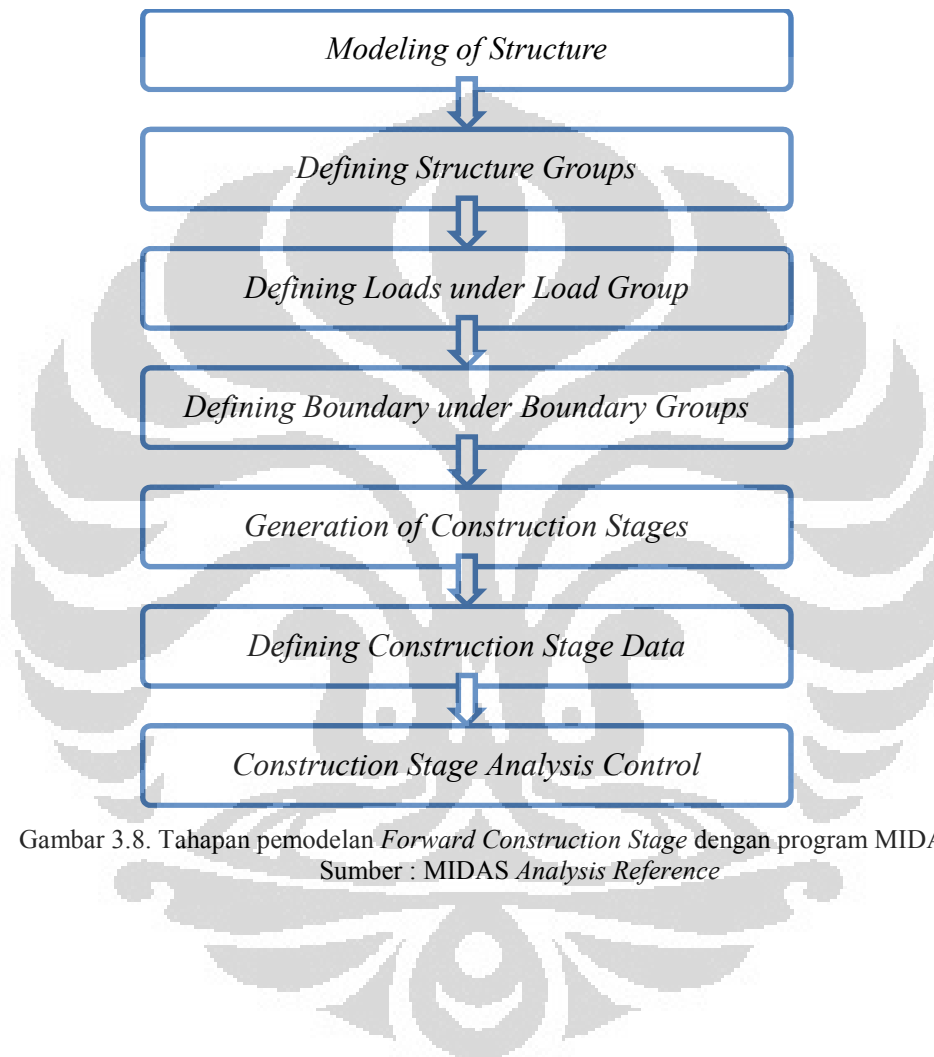 Modeling of Structure
Defining Structure Groups
Defining Loads under Load Group
Defining Boundary under Boundary Groups
Generation of Construction Stages
Defining Construction Stage Data
Construction Stage Analysis Control
Gambar 3.8. Tahapan pemodelan Forward Construction Stage dengan program MIDA
Sumber : MIDAS Analysis Reference